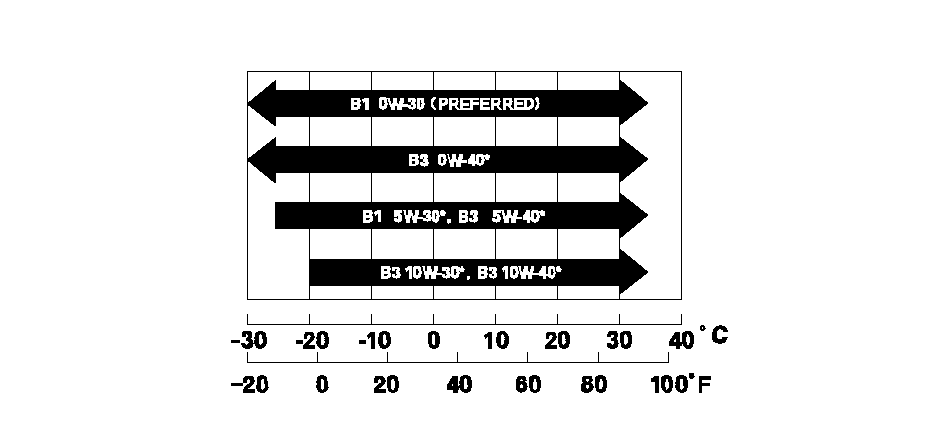 B1 0W-30 (PREFERRED)
B3 0W-40*
B1 5W-30*, B3 5W-40*
B3 10W-30*, B3 10W-40*
-30 -20 -10 0 10 20 30 40 °C
-20 0 20 40 60 80 100°F